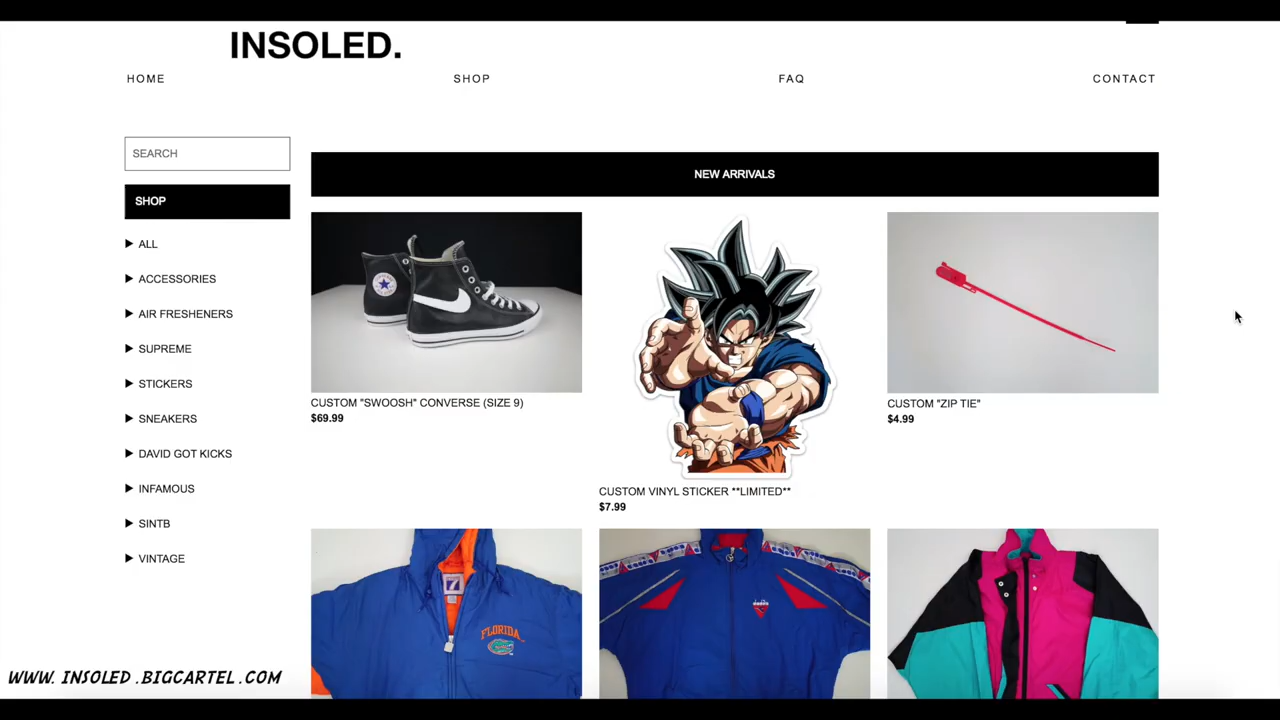 INSOLED.
HOME SHOP FAQ CONTACT
SEARCH
SHOP
ALL
ACCESSORIES
AIR FRESHENERS
SUPREME
STICKERS
SNEAKERS
DAVID GOT KICKS
INFAMOUS
SINTB
VINTAGE
NEW ARRIVALS
CUSTOM "SWOOSH" CONVERSE (SIZE 9)
$69.99
CUSTOM VINYL STICKER **LIMITED**
$7.99
CUSTOM "ZIP TIE"
$4.99
7
FLORIDA
diadora
WWW. INSOLED .BIGCARTEL .COM